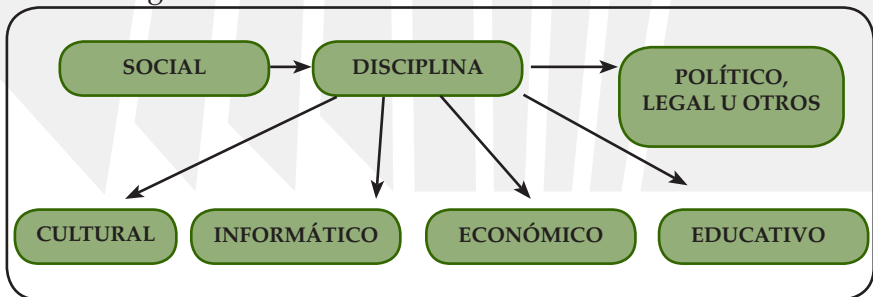 SOCIAL
DISCIPLINA
POLÍTICO,
LEGAL U OTROS
CULTURAL
INFORMÁTICO
ECONÓMICO
EDUCATIVO